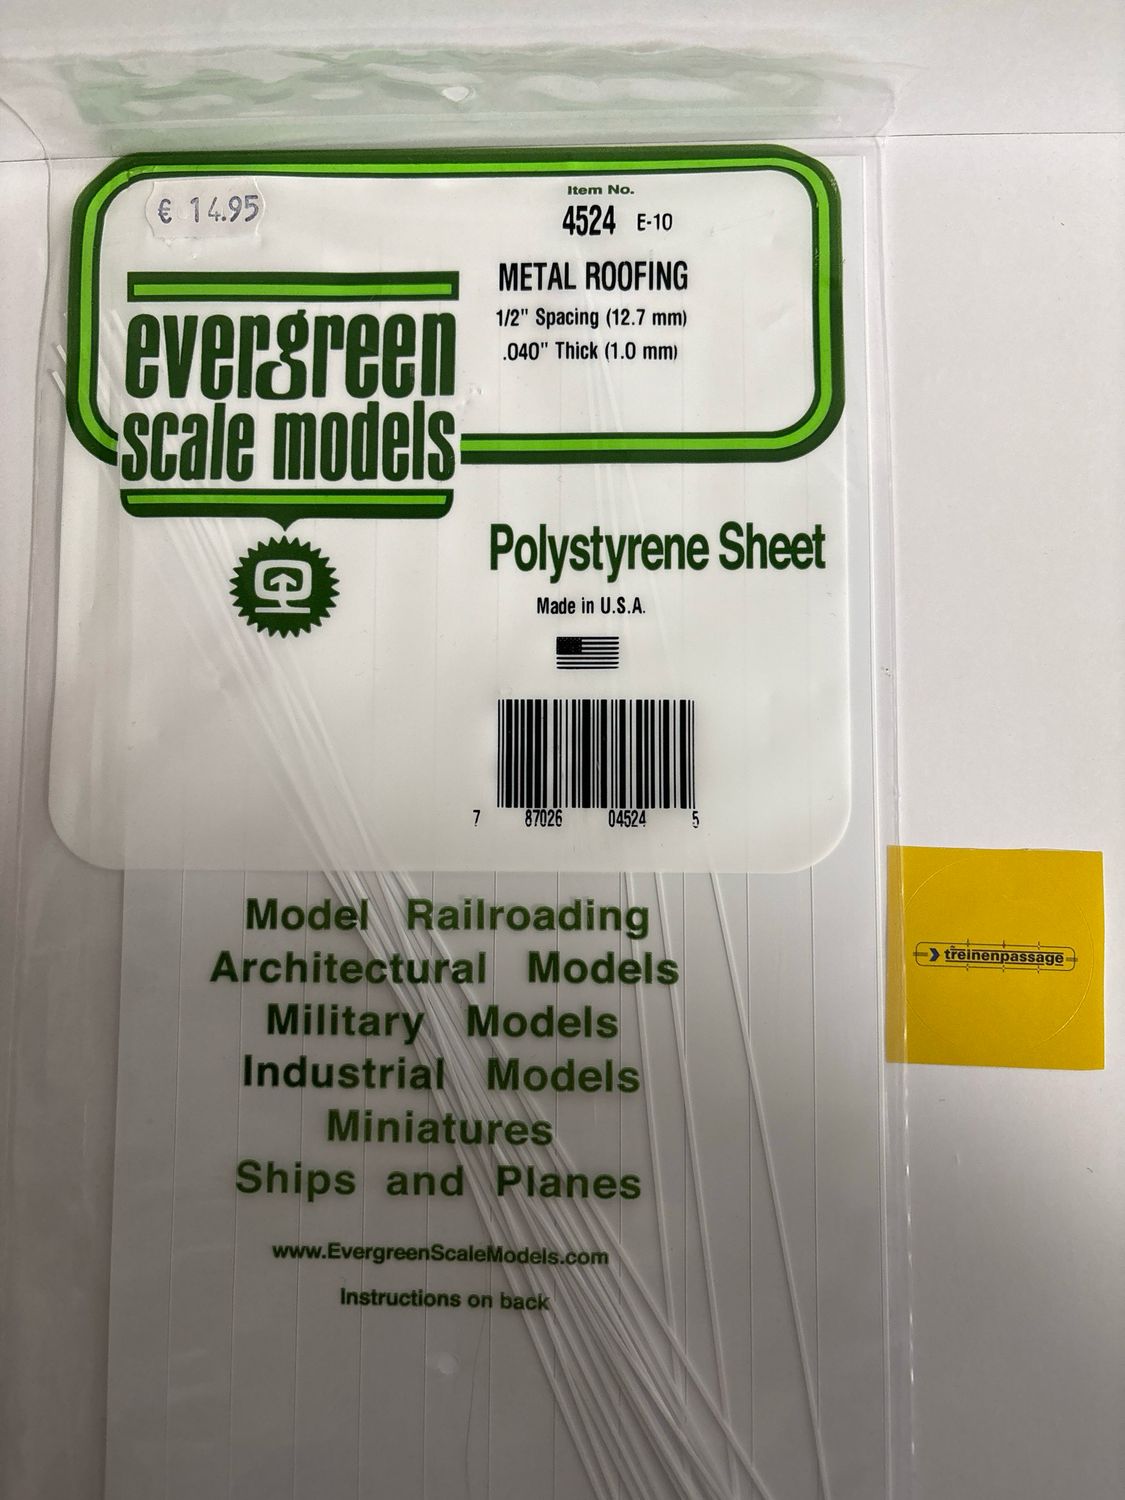 € 14.95
Item No.
4524 E-10
METAL ROOFING
1/2" Spacing (12.7 mm)
.040" Thick (1.0 mm)
evergreen
scale models
Polystyrene Sheet
Made in U.S.A.
7 87026 04524 5
Model Railroading
Architectural Models
Military Models
Industrial Models
Miniatures
Ships and Planes
www.EvergreenScaleModels.com
Instructions on back
de
treinenpassage